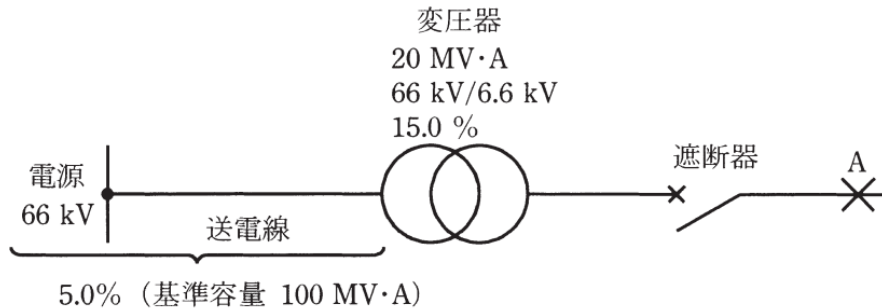 変圧器
20 MV·A
66 kV/6.6 kV
15.0 %
遮断器
A
電源
66 kV
送電線
5.0% (基準容量 100 MV·A)